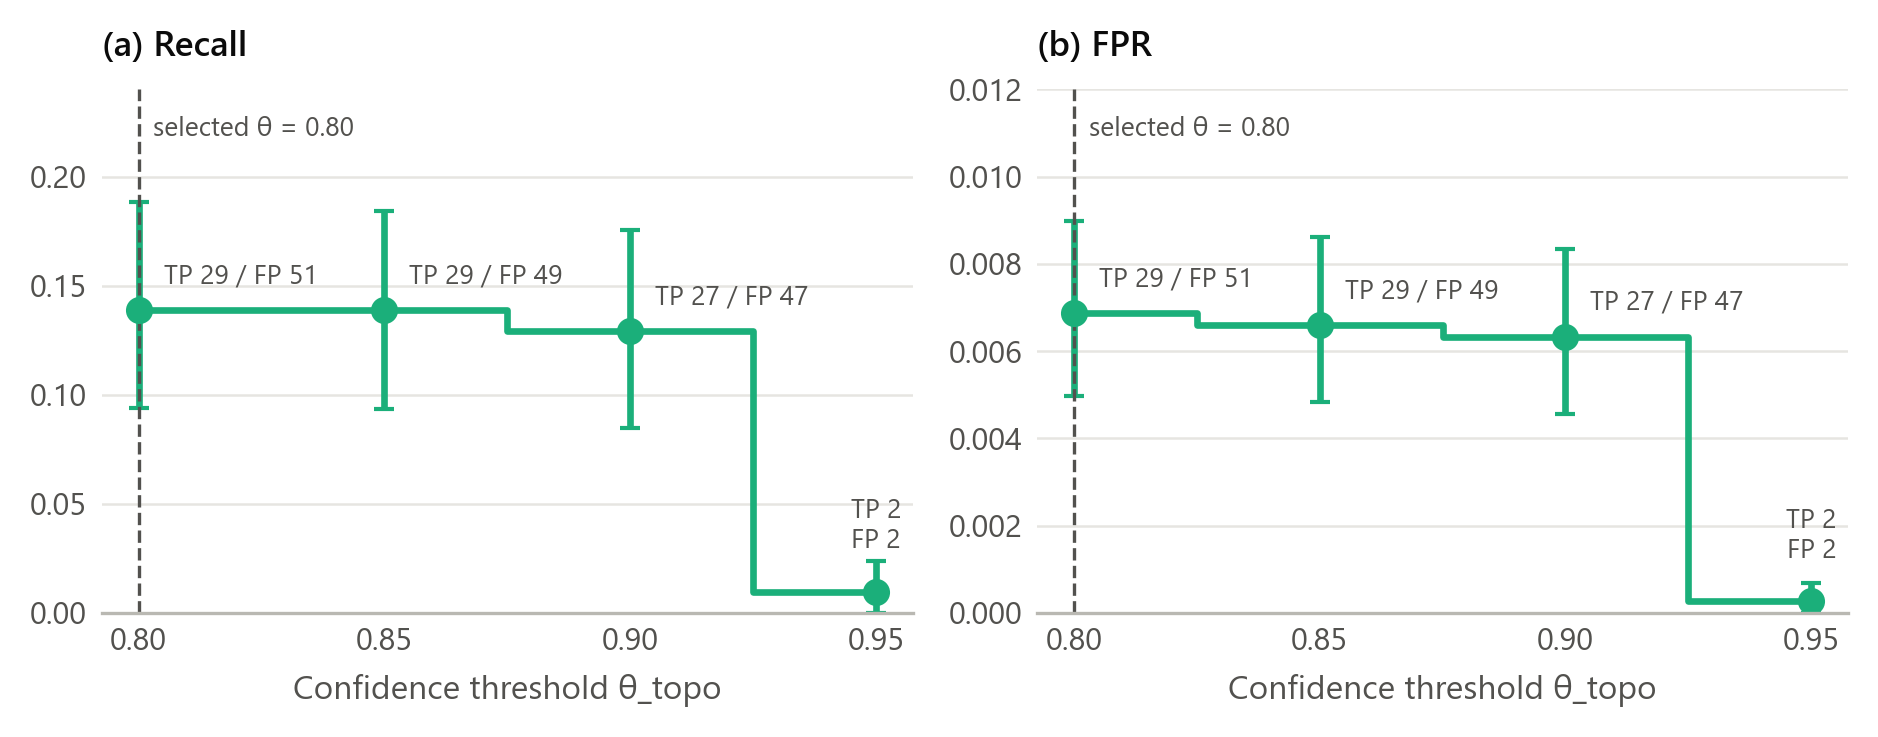 (a) Recall
selected θ = 0.80
0.20
0.15
0.10
0.05
0.00
TP 29 / FP 51
TP 29 / FP 49
TP 27 / FP 47
TP 2
FP 2
0.80
0.85
0.90
0.95
Confidence threshold θ_topo
(b) FPR
selected θ = 0.80
0.012
0.010
0.008
0.006
0.004
0.002
0.000
TP 29 / FP 51
TP 29 / FP 49
TP 27 / FP 47
TP 2
FP 2
0.80
0.85
0.90
0.95
Confidence threshold θ_topo